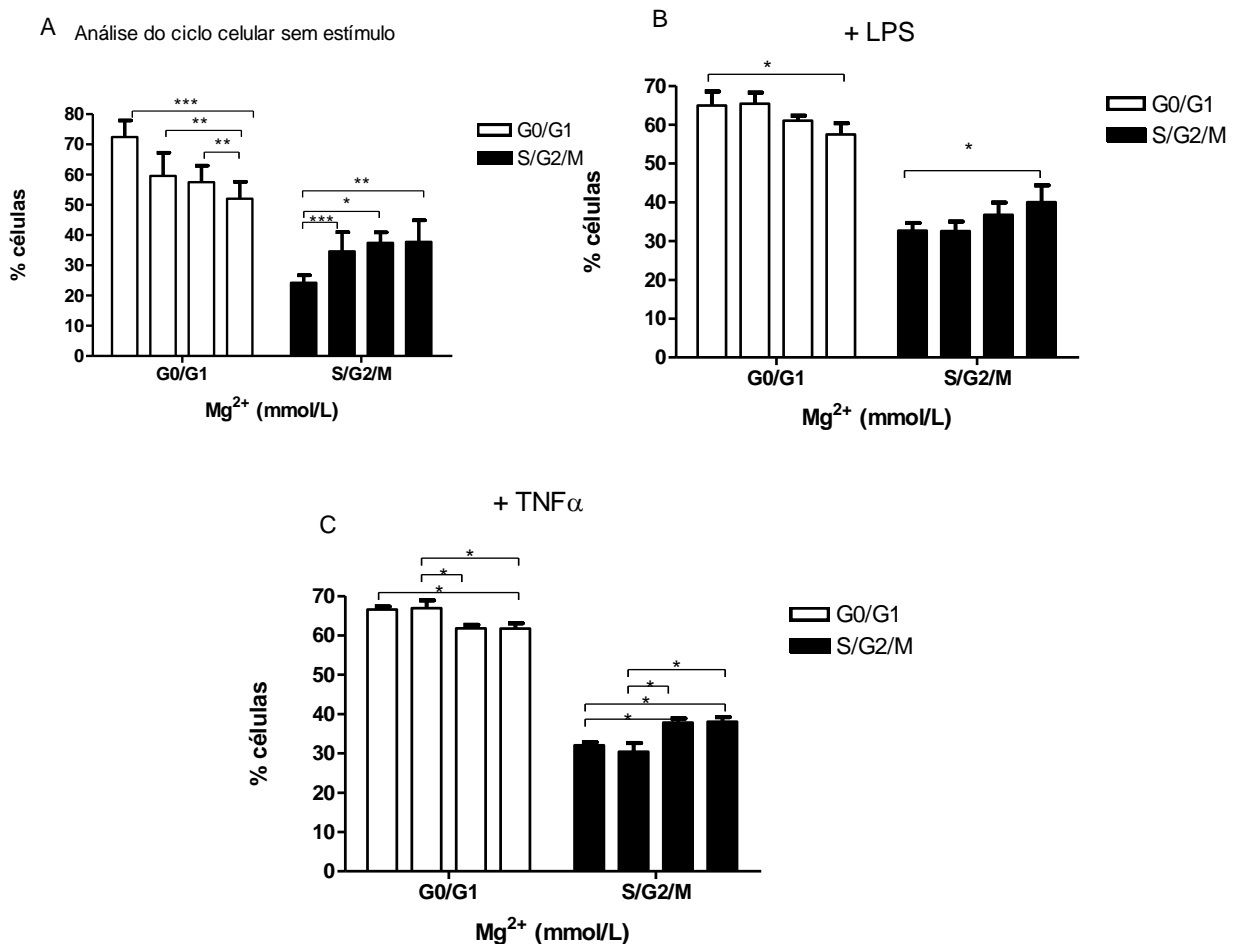 A Análise do ciclo celular sem estímulo
***
**
**
80
70
60
50
40
30
20
10
0
% células
**
*
***
G0/G1
S/G2/M
G0/G1 S/G2/M
Mg²⁺ (mmol/L)
B
+ LPS
*
70
60
50
40
30
20
10
0
% células
*
G0/G1
S/G2/M
G0/G1 S/G2/M
Mg²⁺ (mmol/L)
+ TNFα
C
*
*
*
70
60
50
40
30
20
10
0
% células
*
*
*
*
G0/G1
S/G2/M
G0/G1 S/G2/M
Mg²⁺ (mmol/L)